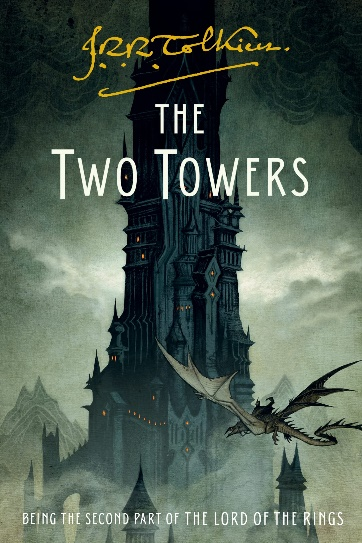 J.R.R. Tolkien.
THE
TWO TOWERS
BEING THE SECOND PART OF THE LORD OF THE RINGS